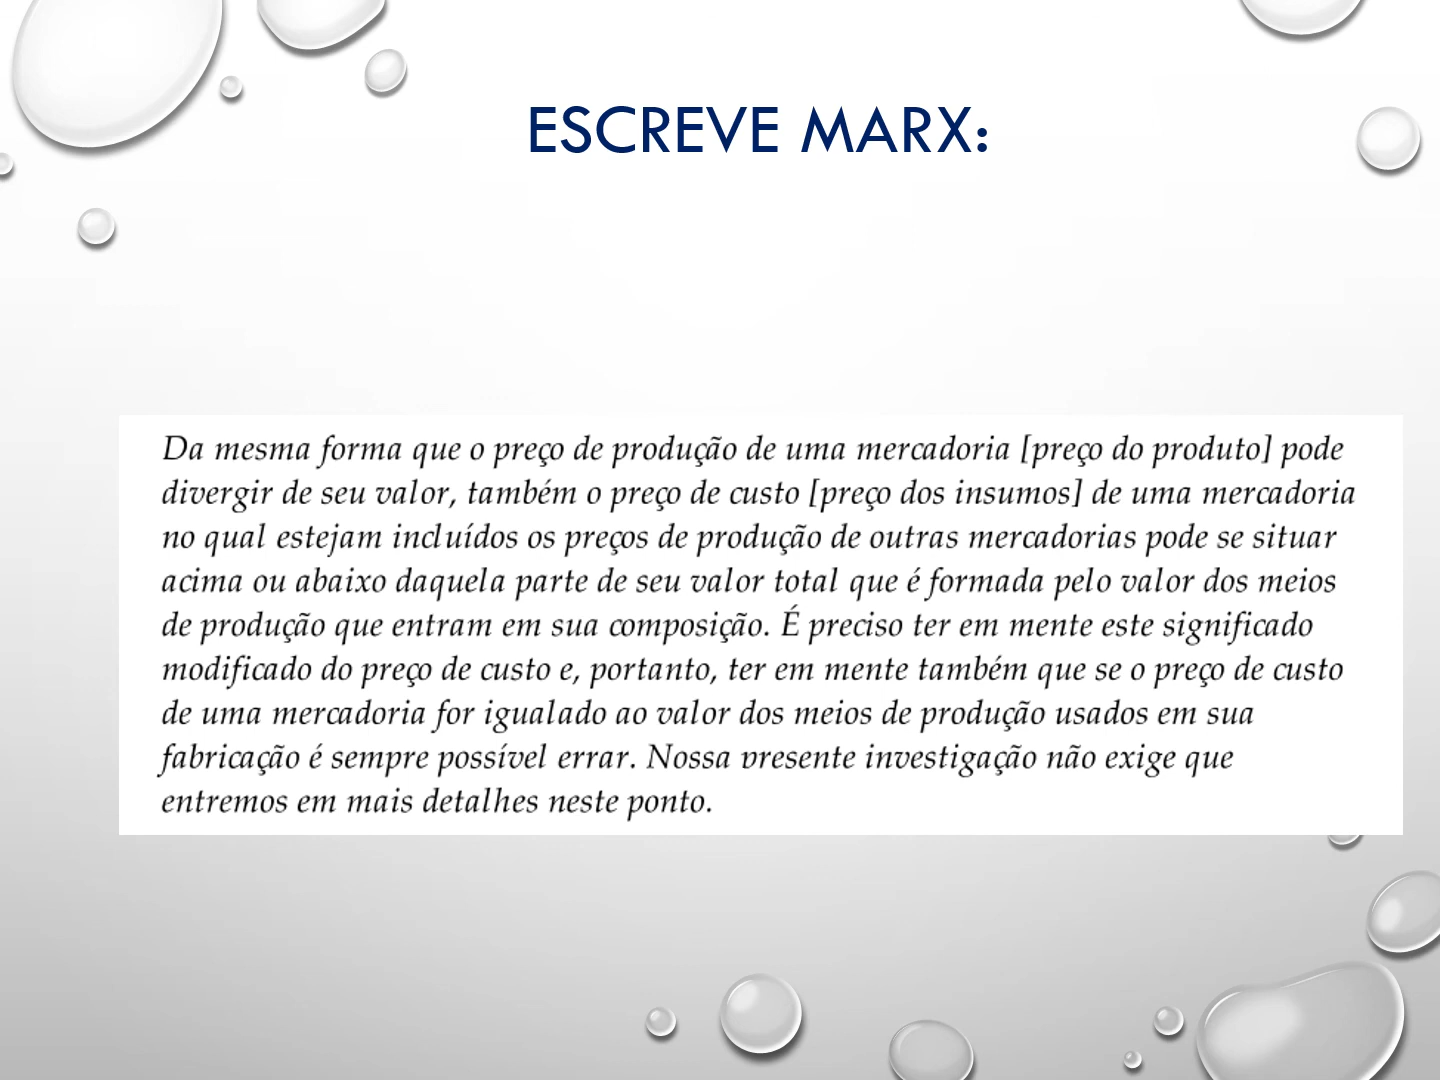 ESCREVE MARX:
Da mesma forma que o preço de produção de uma mercadoria [preço do produto] pode
divergir de seu valor, também o preço de custo [preço dos insumos] de uma mercadoria
no qual estejam incluídos os preços de produção de outras mercadorias pode se situar
acima ou abaixo daquela parte de seu valor total que é formada pelo valor dos meios
de produção que entram em sua composição. É preciso ter em mente este significado
modificado do preço de custo e, portanto, ter em mente também que se o preço de custo
de uma mercadoria for igualado ao valor dos meios de produção usados em sua
fabricação é sempre possível errar. Nossa presente investigação não exige que
entremos em mais detalhes neste ponto.